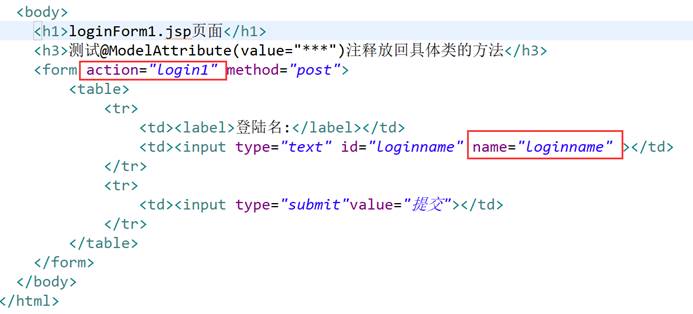 <body>
<h1>loginForm1.jsp页面</h1>
<h3>测试@ModelAttribute(value="***")注释放回具体类的方法</h3>
<form action="login1" method="post">
<table>
<tr>
<td><label>登陆名:</label></td>
<td><input type="text" id="loginname" name="loginname" ></td>
</tr>
<tr>
<td><input type="submit"value="提交"></td>
</tr>
</table>
</form>
</body>
</html>